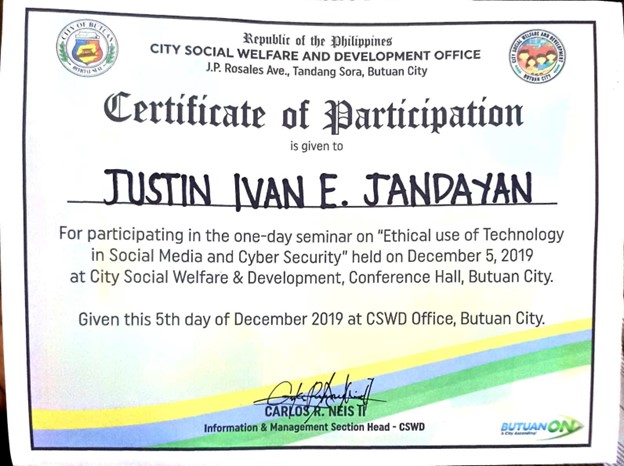 CITY OF BUTUAN
OFFICIAL SEAL
Republic of the Philippines
CITY SOCIAL WELFARE AND DEVELOPMENT OFFICE
J.P. Rosales Ave., Tandang Sora, Butuan City
CITY SOCIAL WELFARE AND DEVELOPMENT
BUTUAN CITY
Certificate of Participation
is given to
JUSTIN IVAN E. JANDAYAN
For participating in the one-day seminar on "Ethical use of Technology
in Social Media and Cyber Security" held on December 5, 2019
at City Social Welfare & Development, Conference Hall, Butuan City.
Given this 5th day of December 2019 at CSWD Office, Butuan City.
CARLOS R. NEIS II
Information & Management Section Head - CSWD
BUTUAN ON